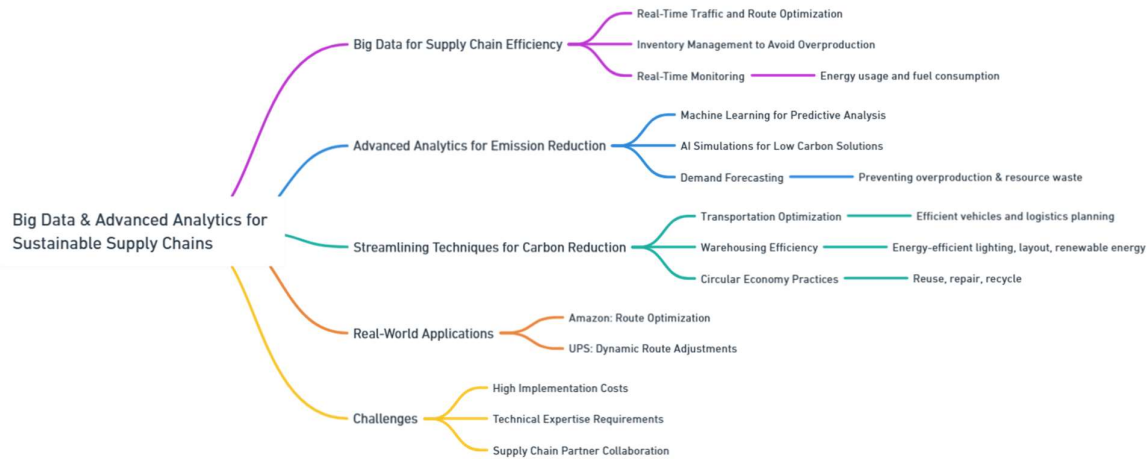 Big Data & Advanced Analytics for
Sustainable Supply Chains
Big Data for Supply Chain Efficiency
Real-Time Traffic and Route Optimization
Inventory Management to Avoid Overproduction
Real-Time Monitoring
Energy usage and fuel consumption
Advanced Analytics for Emission Reduction
Machine Learning for Predictive Analysis
AI Simulations for Low Carbon Solutions
Demand Forecasting
Preventing overproduction & resource waste
Streamlining Techniques for Carbon Reduction
Transportation Optimization
Efficient vehicles and logistics planning
Warehousing Efficiency
Energy-efficient lighting, layout, renewable energy
Circular Economy Practices
Reuse, repair, recycle
Real-World Applications
Amazon: Route Optimization
UPS: Dynamic Route Adjustments
Challenges
High Implementation Costs
Technical Expertise Requirements
Supply Chain Partner Collaboration